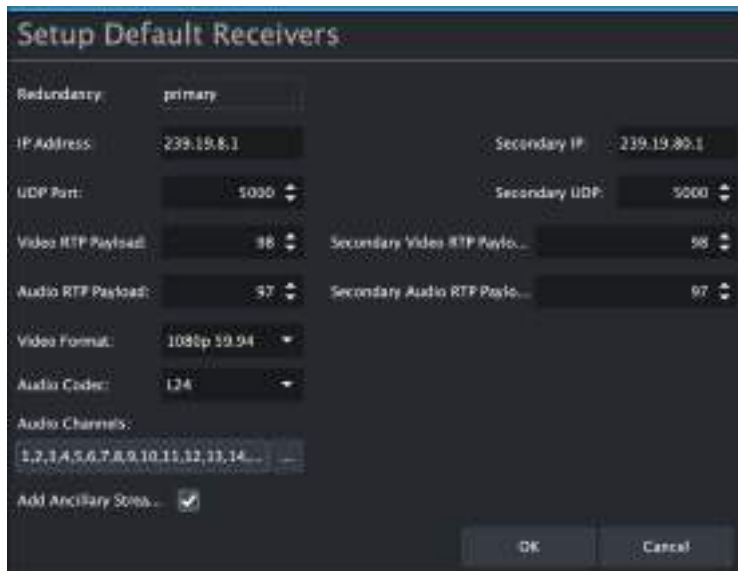 Setup Default Receivers
Redundancy: primary
IP Address: 239.19.8.1 Secondary IP: 239.19.80.1
UDP Port: 5000 Secondary UDP: 5000
Video RTP Payload: 98 Secondary Video RTP Paylo... 98
Audio RTP Payload: 97 Secondary Audio RTP Paylo... 97
Video Format: 1080p 59.94
Audio Codec: L24
Audio Channels:
1,2,3,4,5,6,7,8,9,10,11,12,13,14,... ...
Add Ancillary Strea...
OK Cancel